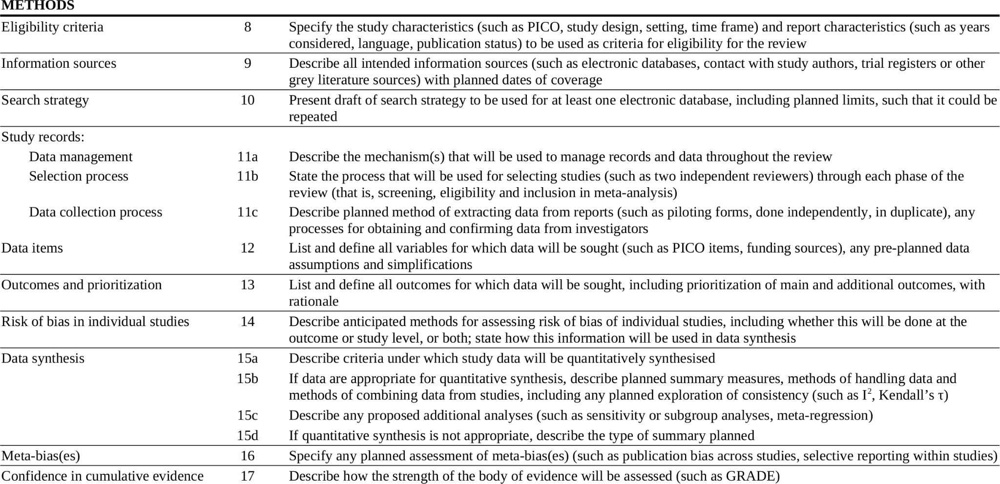 METHODS
Eligibility criteria 8 Specify the study characteristics (such as PICO, study design, setting, time frame) and report characteristics (such as years
considered, language, publication status) to be used as criteria for eligibility for the review
Information sources 9 Describe all intended information sources (such as electronic databases, contact with study authors, trial registers or other
grey literature sources) with planned dates of coverage
Search strategy 10 Present draft of search strategy to be used for at least one electronic database, including planned limits, such that it could be
repeated
Study records:
Data management 11a Describe the mechanism(s) that will be used to manage records and data throughout the review
Selection process 11b State the process that will be used for selecting studies (such as two independent reviewers) through each phase of the
review (that is, screening, eligibility and inclusion in meta-analysis)
Data collection process 11c Describe planned method of extracting data from reports (such as piloting forms, done independently, in duplicate), any
processes for obtaining and confirming data from investigators
Data items 12 List and define all variables for which data will be sought (such as PICO items, funding sources), any pre-planned data
assumptions and simplifications
Outcomes and prioritization 13 List and define all outcomes for which data will be sought, including prioritization of main and additional outcomes, with
rationale
Risk of bias in individual studies 14 Describe anticipated methods for assessing risk of bias of individual studies, including whether this will be done at the
outcome or study level, or both; state how this information will be used in data synthesis
Data synthesis 15a Describe criteria under which study data will be quantitatively synthesised
15b If data are appropriate for quantitative synthesis, describe planned summary measures, methods of handling data and
methods of combining data from studies, including any planned exploration of consistency (such as I², Kendall’s τ)
15c Describe any proposed additional analyses (such as sensitivity or subgroup analyses, meta-regression)
15d If quantitative synthesis is not appropriate, describe the type of summary planned
Meta-bias(es) 16 Specify any planned assessment of meta-bias(es) (such as publication bias across studies, selective reporting within studies)
Confidence in cumulative evidence 17 Describe how the strength of the body of evidence will be assessed (such as GRADE)